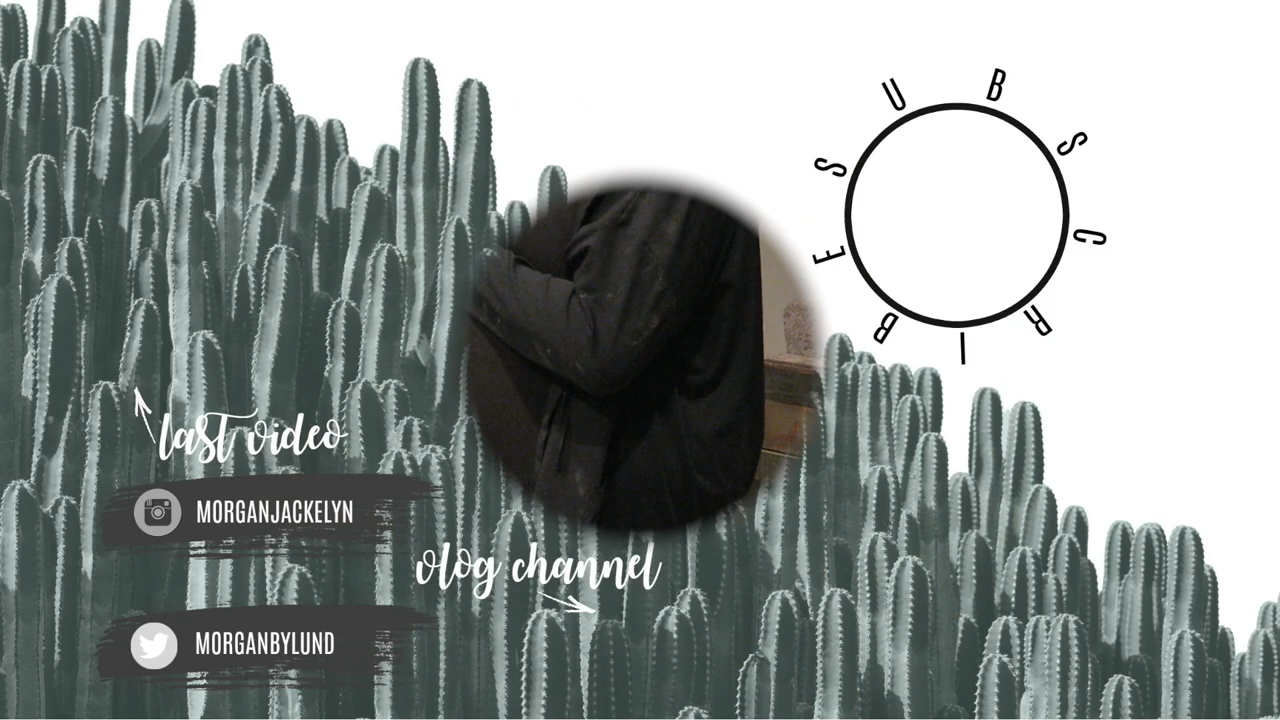 SUBSCRIBE
last video
MORGANJACKELYN
vlog channel
MORGANBYLUND